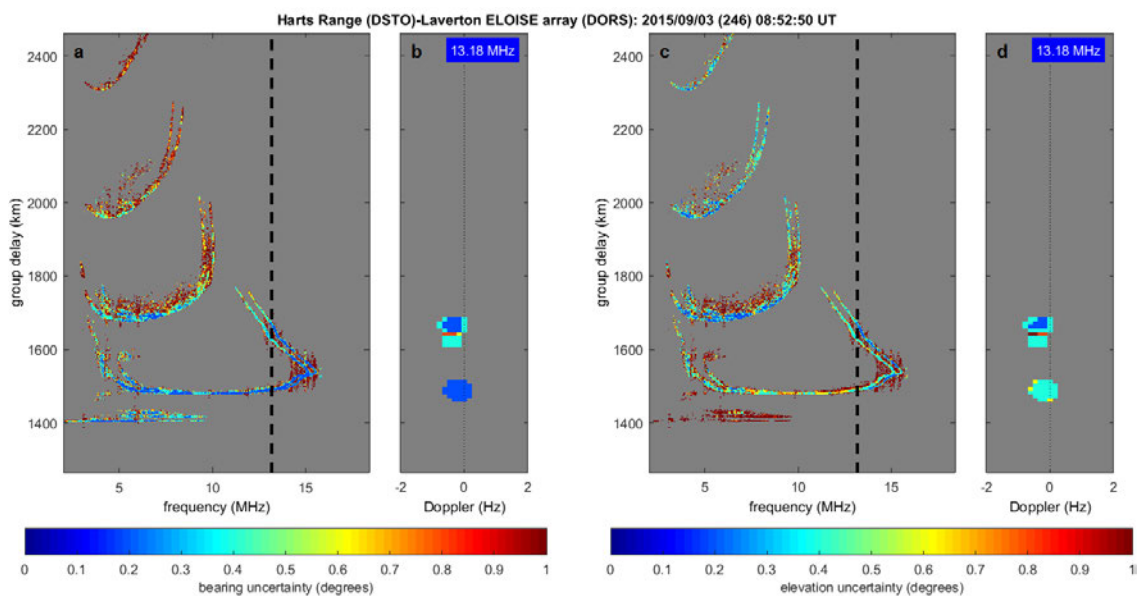 Harts Range (DSTO)-Laverton ELOISE array (DORS): 2015/09/03 (246) 08:52:50 UT
a b 13.18 MHz c d 13.18 MHz
2400 2400
2200 2200
2000 2000
1800 1800
1600 1600
1400 1400
group delay (km) group delay (km)
5 10 15 -2 0 2 5 10 15 -2 0 2
frequency (MHz) Doppler (Hz) frequency (MHz) Doppler (Hz)
0 0.1 0.2 0.3 0.4 0.5 0.6 0.7 0.8 0.9 1 0 0.1 0.2 0.3 0.4 0.5 0.6 0.7 0.8 0.9 1
bearing uncertainty (degrees) elevation uncertainty (degrees)